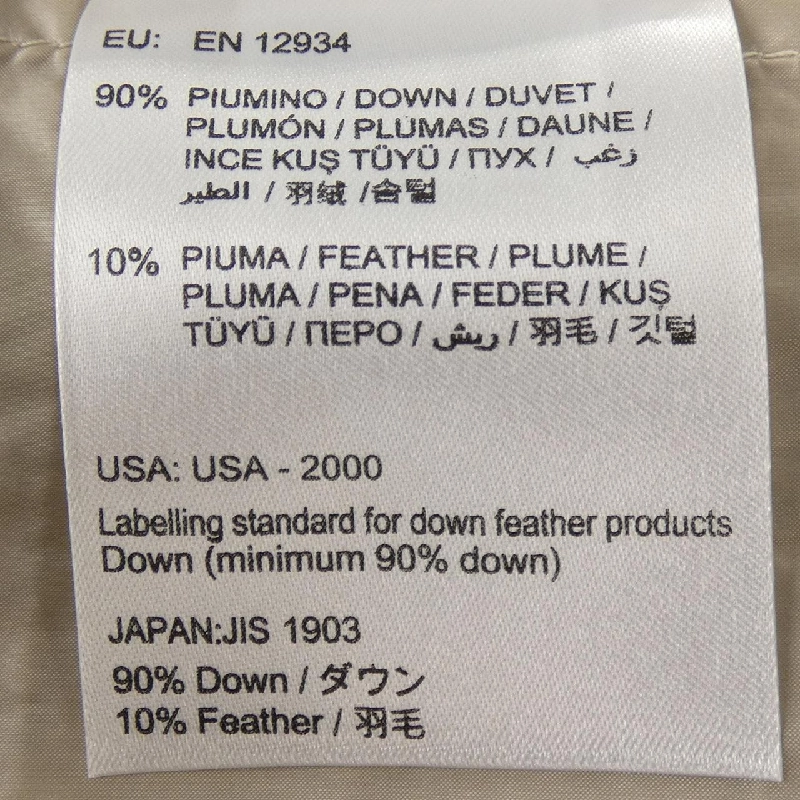 EU: EN 12934
90% PIUMINO / DOWN / DUVET /
PLUMÓN / PLUMAS / DAUNE /
INCE KUŞ TÜYÜ / ПУХ / زغب
الطير / 羽绒 / 솜털
10% PIUMA / FEATHER / PLUME /
PLUMA / PENA / FEDER / KUŞ
TÜYÜ / ПЕРО / ريش / 羽毛 / 깃털
USA: USA - 2000
Labelling standard for down feather products
Down (minimum 90% down)
JAPAN:JIS 1903
90% Down / ダウン
10% Feather / 羽毛